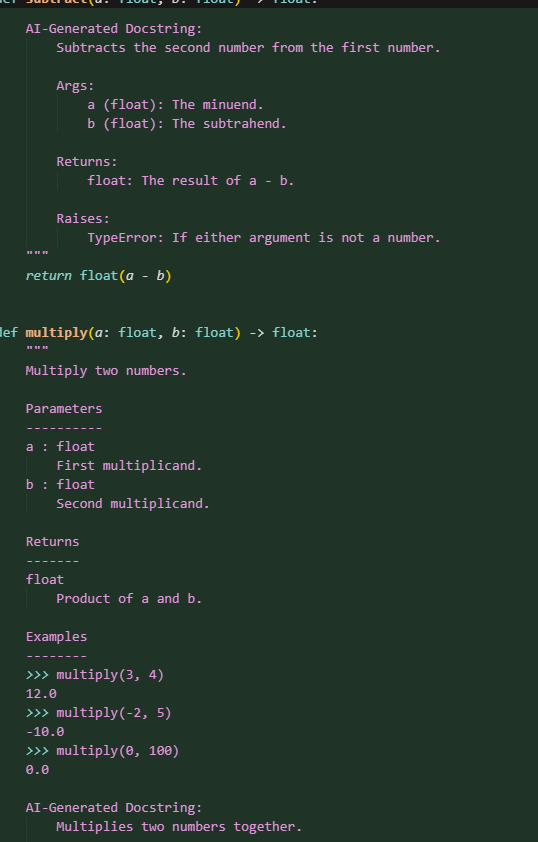 def subtract(a: float, b: float) -> float:
AI-Generated Docstring:
Subtracts the second number from the first number.
Args:
a (float): The minuend.
b (float): The subtrahend.
Returns:
float: The result of a - b.
Raises:
TypeError: If either argument is not a number.
"""
return float(a - b)
def multiply(a: float, b: float) -> float:
"""
Multiply two numbers.
Parameters
----------
a : float
First multiplicand.
b : float
Second multiplicand.
Returns
-------
float
Product of a and b.
Examples
--------
>>> multiply(3, 4)
12.0
>>> multiply(-2, 5)
-10.0
>>> multiply(0, 100)
0.0
AI-Generated Docstring:
Multiplies two numbers together.